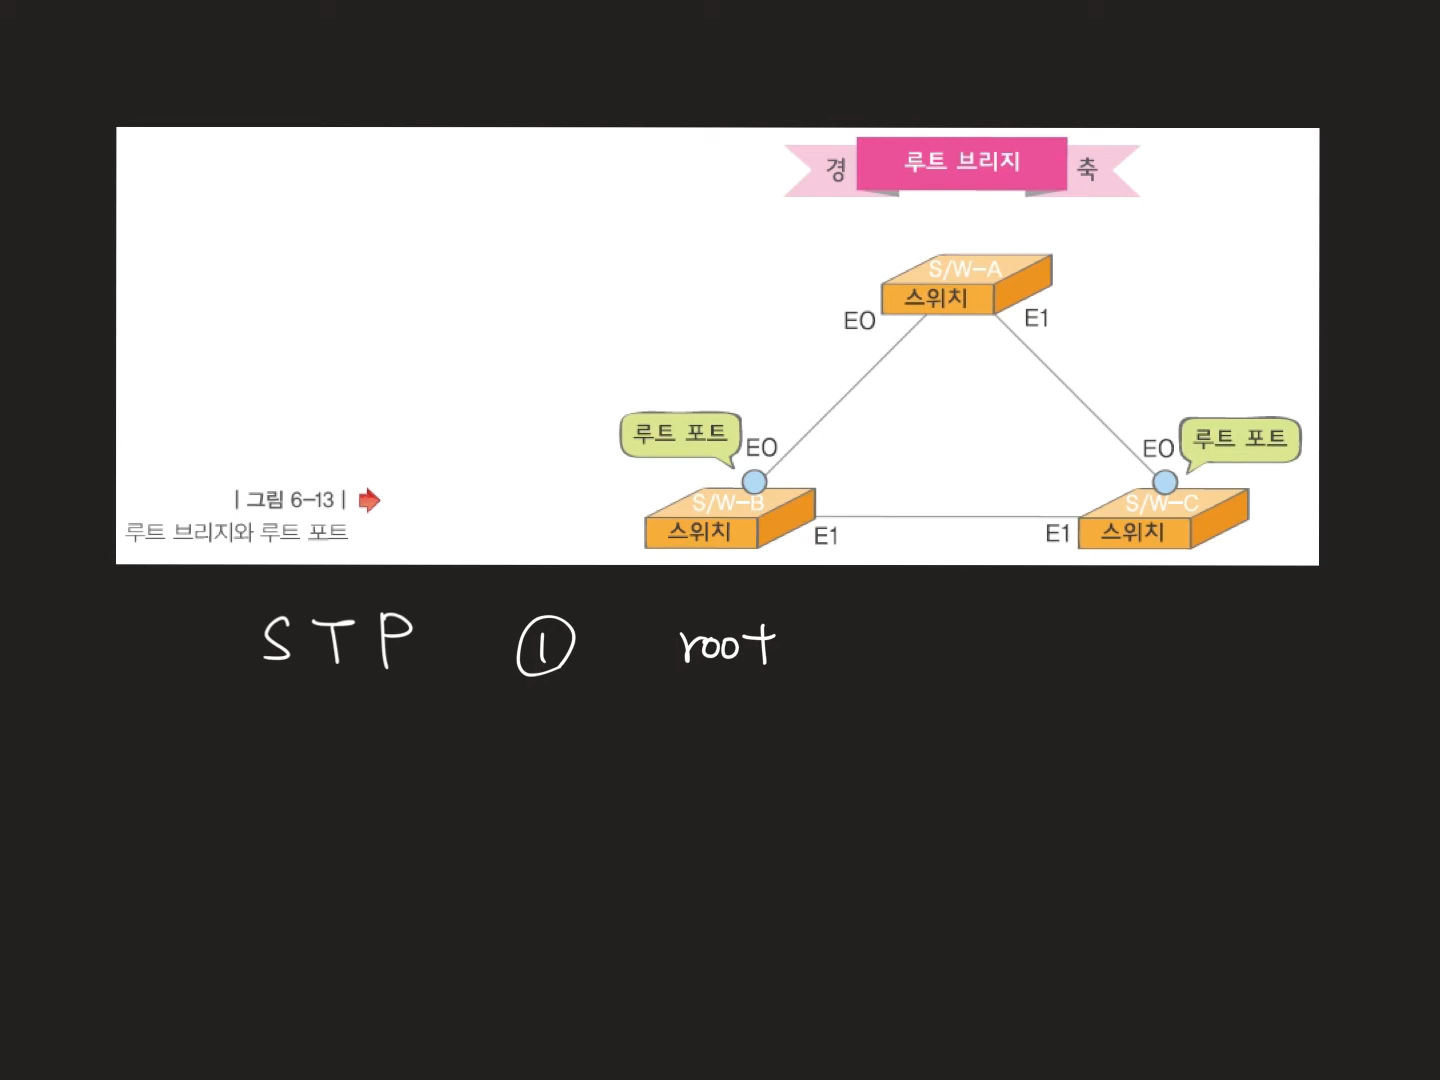 경 루트 브리지 축
S/W-A
스위치
E0 E1
루트 포트 E0
E0 루트 포트
S/W-B
스위치
E1
S/W-C
스위치
E1
| 그림 6-13 |
루트 브리지와 루트 포트
STP ① root